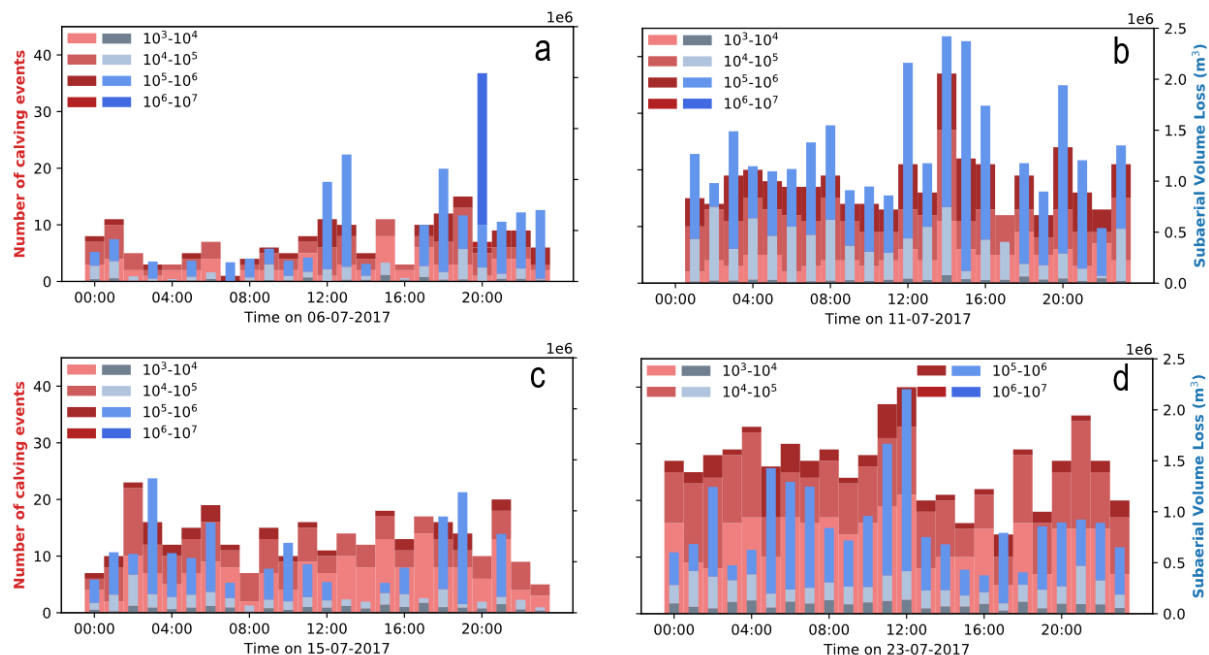 1e6
1e6
10³-10⁴
10⁴-10⁵
10⁵-10⁶
10⁶-10⁷
a
10³-10⁴
10⁴-10⁵
10⁵-10⁶
10⁶-10⁷
b
Number of calving events
40
30
20
10
0
2.5
2.0
1.5
1.0
0.5
0.0
Subaerial Volume Loss (m³)
00:00 04:00 08:00 12:00 16:00 20:00
Time on 06-07-2017
00:00 04:00 08:00 12:00 16:00 20:00
Time on 11-07-2017
1e6
1e6
10³-10⁴
10⁴-10⁵
10⁵-10⁶
10⁶-10⁷
c
10³-10⁴
10⁴-10⁵
10⁵-10⁶
10⁶-10⁷
d
Number of calving events
40
30
20
10
0
2.5
2.0
1.5
1.0
0.5
0.0
Subaerial Volume Loss (m³)
00:00 04:00 08:00 12:00 16:00 20:00
Time on 15-07-2017
00:00 04:00 08:00 12:00 16:00 20:00
Time on 23-07-2017